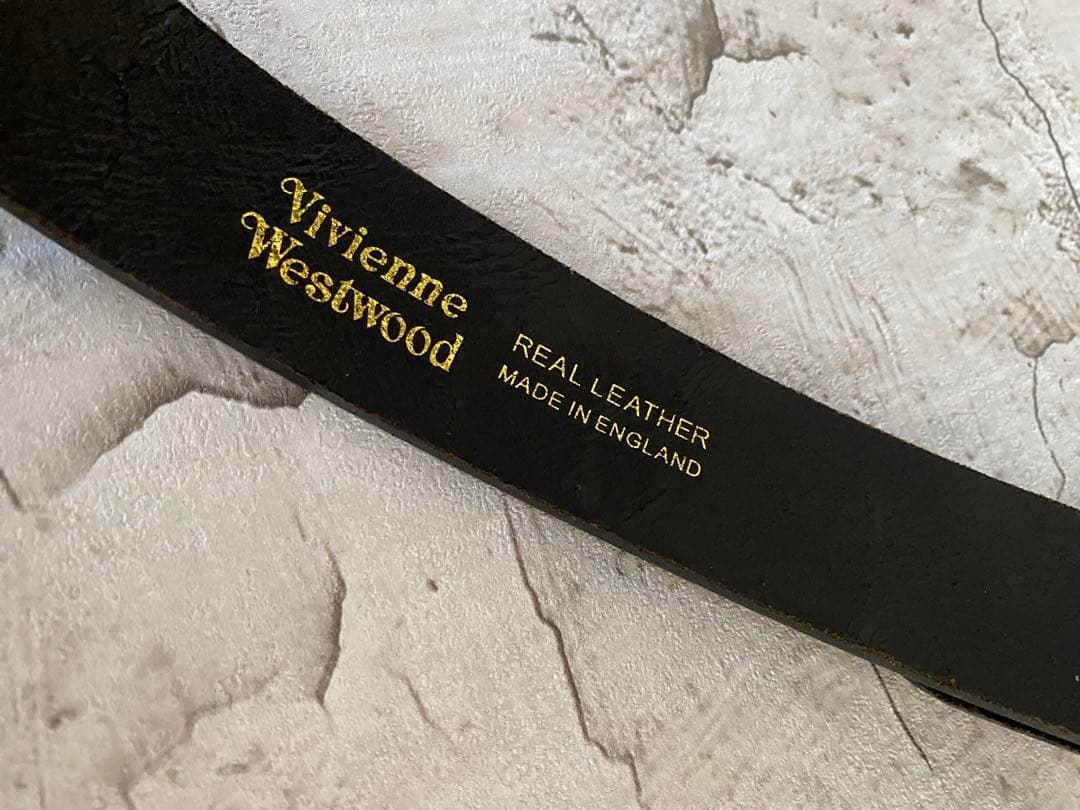 Vivienne
Westwood
REAL LEATHER
MADE IN ENGLAND